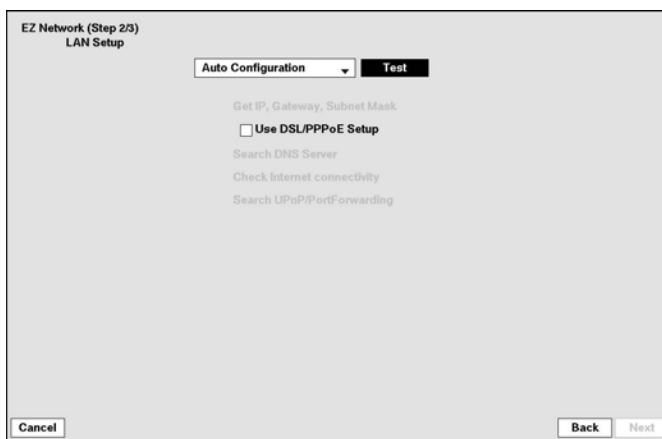 EZ Network (Step 2/3)
LAN Setup
Auto Configuration
Test
Get IP, Gateway, Subnet Mask
Use DSL/PPPoE Setup
Search DNS Server
Check Internet connectivity
Search UPnP/PortForwarding
Cancel
Back
Next